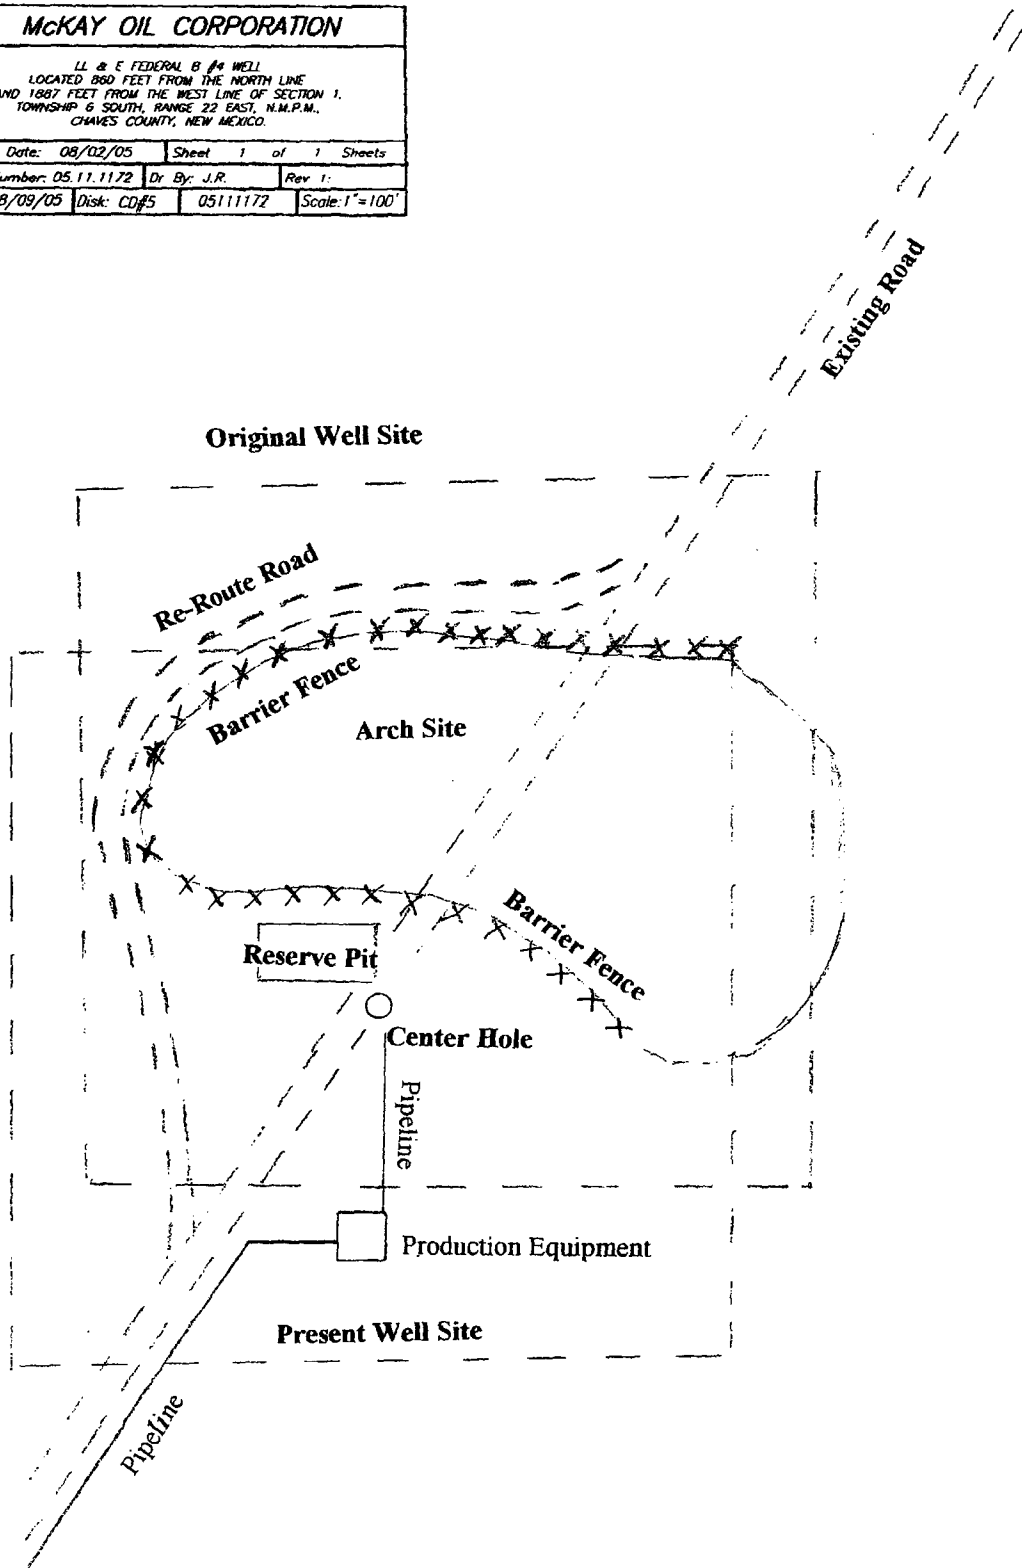 McKAY OIL CORPORATION
LL & E FEDERAL B #4 WELL
LOCATED 860 FEET FROM THE NORTH LINE
ND 1887 FEET FROM THE WEST LINE OF SECTION 1,
TOWNSHIP 6 SOUTH, RANGE 22 EAST, N.M.P.M.,
CHAVES COUNTY, NEW MEXICO.
Date: 08/02/05 Sheet 1 of 1 Sheets
umber: 05.11.1172 Dr By: J.R. Rev 1:
8/09/05 Disk: CD#5 05111172 Scale: 1"=100'
Existing Road
Original Well Site
Re-Route Road
Barrier Fence
Arch Site
Barrier Fence
Reserve Pit
Center Hole
Pipeline
Production Equipment
Present Well Site
Pipeline